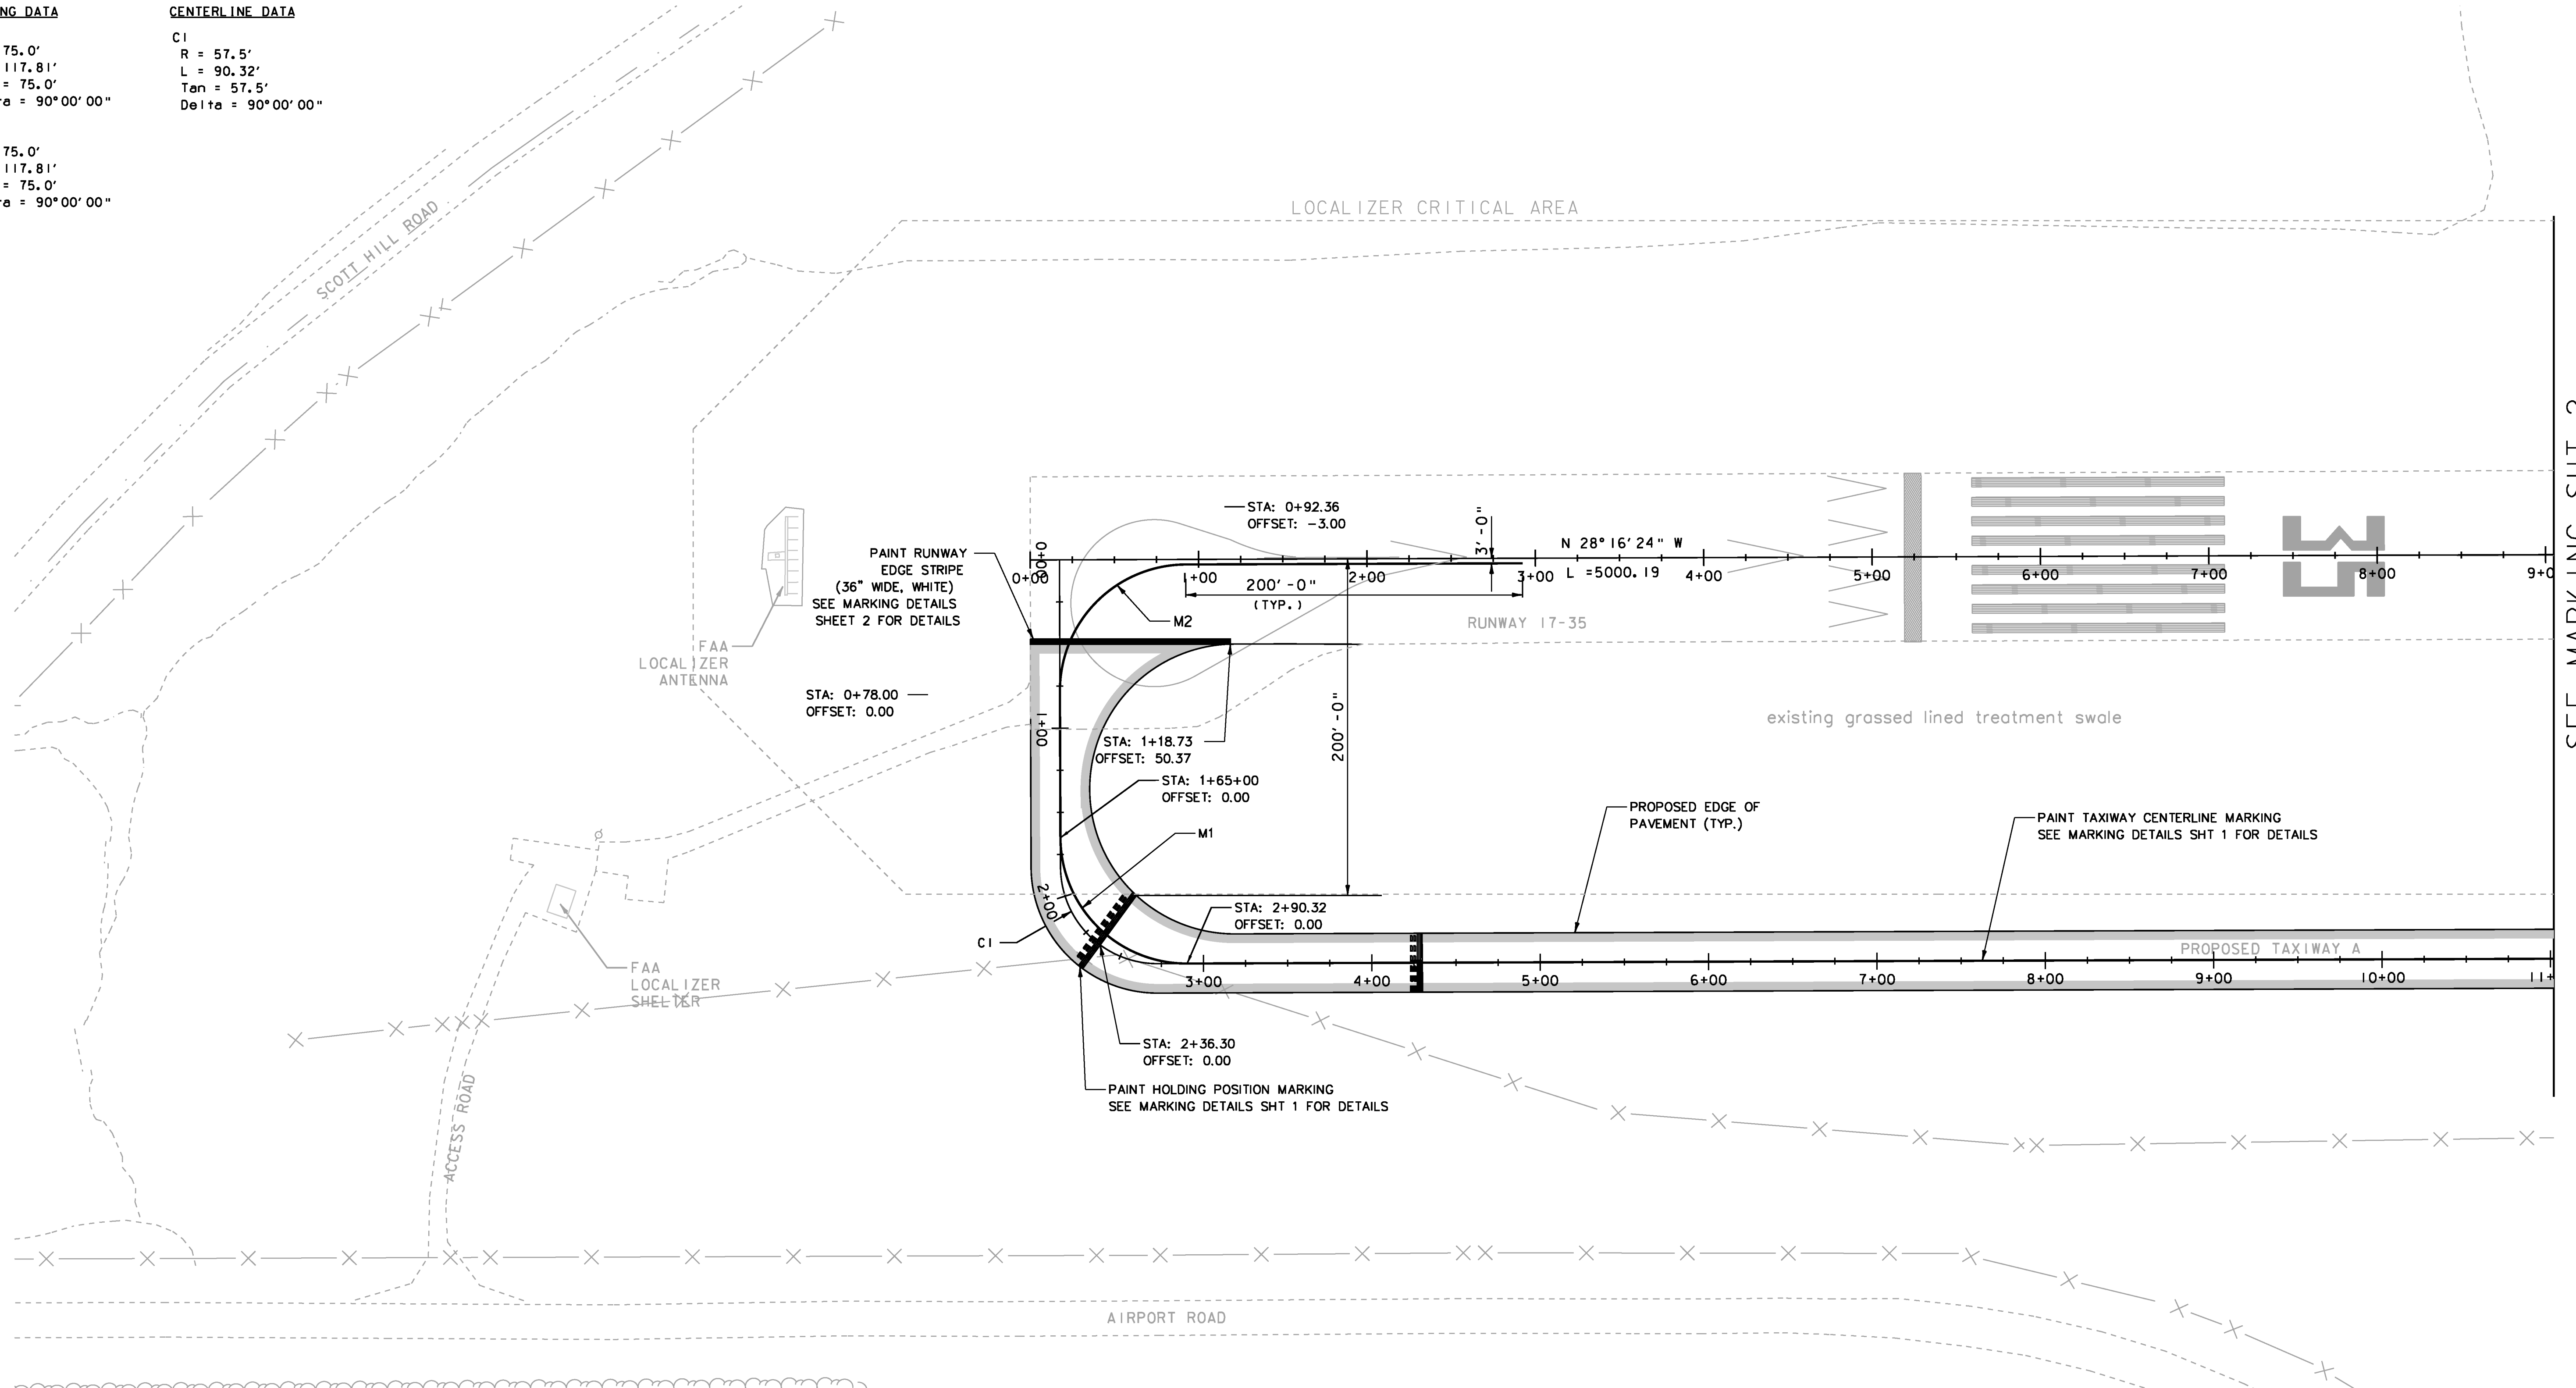 NG DATA
75.0'
117.81'
= 75.0'
ta = 90°00'00"
75.0'
117.81'
= 75.0'
ta = 90°00'00"
CENTERLINE DATA
C1
R = 57.5'
L = 90.32'
Tan = 57.5'
Delta = 90°00'00"
SCOTT HILL ROAD
LOCALIZER CRITICAL AREA
STA: 0+92.36
OFFSET: -3.00
3'-0"
N 28°16'24" W
L =5000.19
PAINT RUNWAY
EDGE STRIPE
(36" WIDE, WHITE)
SEE MARKING DETAILS
SHEET 2 FOR DETAILS
0+00
0+00
1+00
2+00
3+00
4+00
5+00
6+00
7+00
8+00
9+0
200'-0"
(TYP.)
M2
RUNWAY 17-35
17
FAA
LOCALIZER
ANTENNA
STA: 0+78.00
OFFSET: 0.00
1+00
STA: 1+18.73
OFFSET: 50.37
200'-0"
existing grassed lined treatment swale
STA: 1+65+00
OFFSET: 0.00
M1
PROPOSED EDGE OF
PAVEMENT (TYP.)
PAINT TAXIWAY CENTERLINE MARKING
SEE MARKING DETAILS SHT 1 FOR DETAILS
2+00
STA: 2+90.32
OFFSET: 0.00
C1
PROPOSED TAXIWAY A
3+00
4+00
5+00
6+00
7+00
8+00
9+00
10+00
11+
FAA
LOCALIZER
SHELTER
STA: 2+36.30
OFFSET: 0.00
PAINT HOLDING POSITION MARKING
SEE MARKING DETAILS SHT 1 FOR DETAILS
ACCESS ROAD
AIRPORT ROAD
SEE MARKING SHT 2